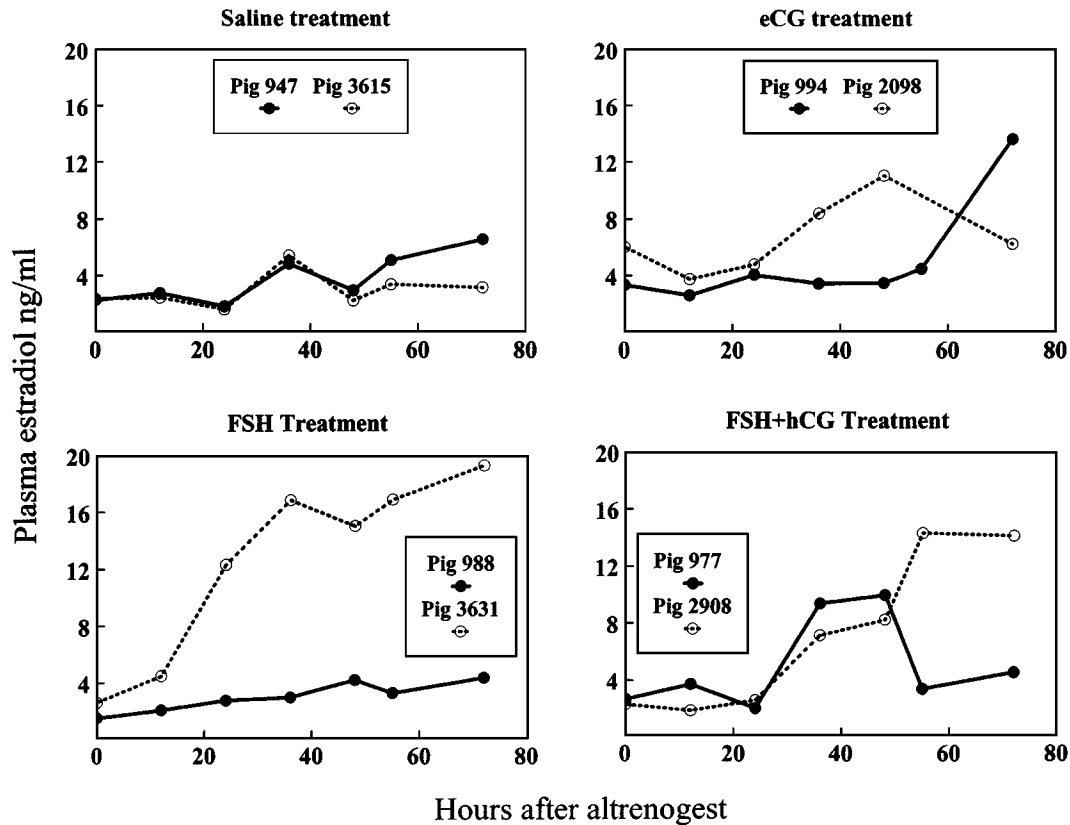 Saline treatment
20
16
12
8
4
0 20 40 60 80
Pig 947 Pig 3615
eCG treatment
20
16
12
8
4
0 20 40 60 80
Pig 994 Pig 2098
Plasma estradiol ng/ml
FSH Treatment
20
16
12
8
4
0 20 40 60 80
Pig 988
Pig 3631
FSH+hCG Treatment
20
16
12
8
4
0 20 40 60 80
Pig 977
Pig 2908
Hours after altrenogest